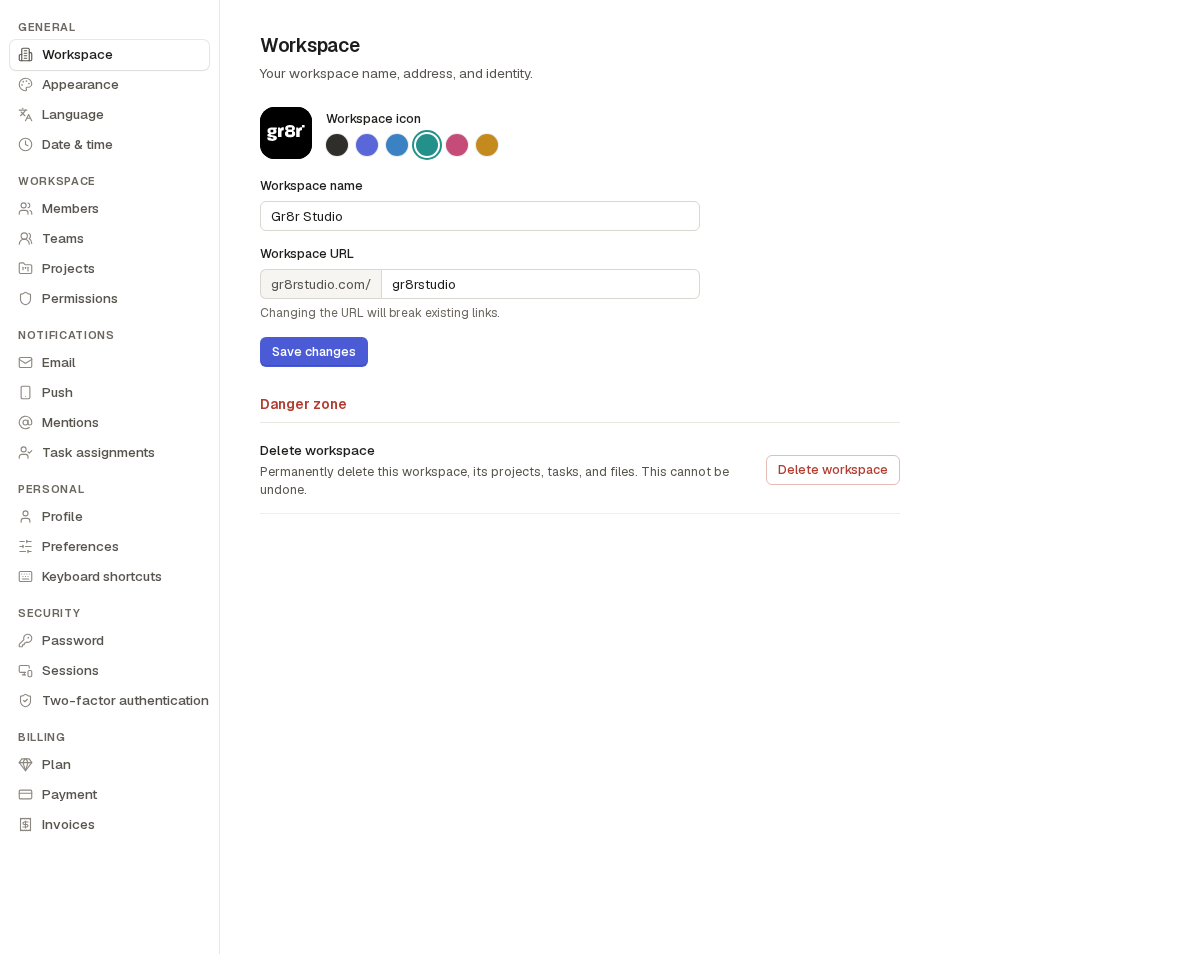 GENERAL
Workspace
Appearance
Language
Date & time
WORKSPACE
Members
Teams
Projects
Permissions
NOTIFICATIONS
Email
Push
Mentions
Task assignments
PERSONAL
Profile
Preferences
Keyboard shortcuts
SECURITY
Password
Sessions
Two-factor authentication
BILLING
Plan
Payment
Invoices
Workspace
Your workspace name, address, and identity.
gr8r
Workspace icon
Workspace name
Gr8r Studio
Workspace URL
gr8rstudio.com/ gr8rstudio
Changing the URL will break existing links.
Save changes
Danger zone
Delete workspace
Permanently delete this workspace, its projects, tasks, and files. This cannot be
undone.
Delete workspace